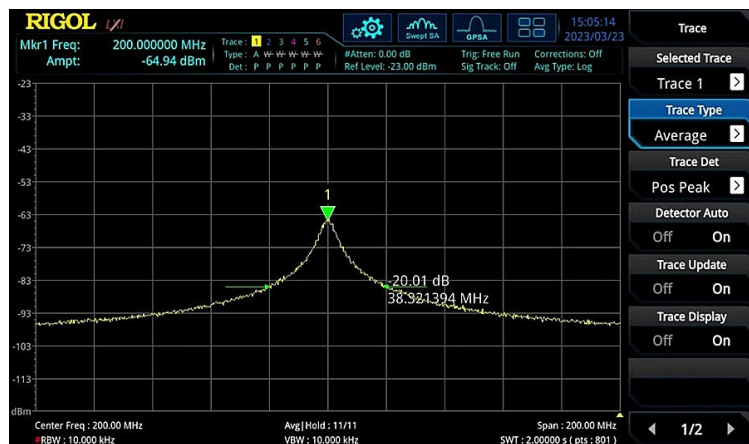 RIGOL LXI
Mkr1 Freq: 200.000000 MHz
Ampt: -64.94 dBm
Trace: 1 2 3 4 5 6
Type: A W W W W W
Det: P P P P P P
Swept SA
GPSA
15:05:14
2023/03/23
#Atten: 0.00 dB Trig: Free Run Corrections: Off
Ref Level: -23.00 dBm Sig Track: Off Avg Type: Log
-23
-33
-43
-53
-63
-73
-83
-93
-103
-113
dBm
1
-20.01 dB
38.321394 MHz
Center Freq : 200.00 MHz Avg|Hold : 11/11 Span : 200.00 MHz
#RBW : 10.000 kHz VBW : 10.000 kHz SWT : 2.00000 s ( pts : 801 )
Trace
Selected Trace
Trace 1
Trace Type
Average
Trace Det
Pos Peak
Detector Auto
Off On
Trace Update
Off On
Trace Display
Off On
1/2